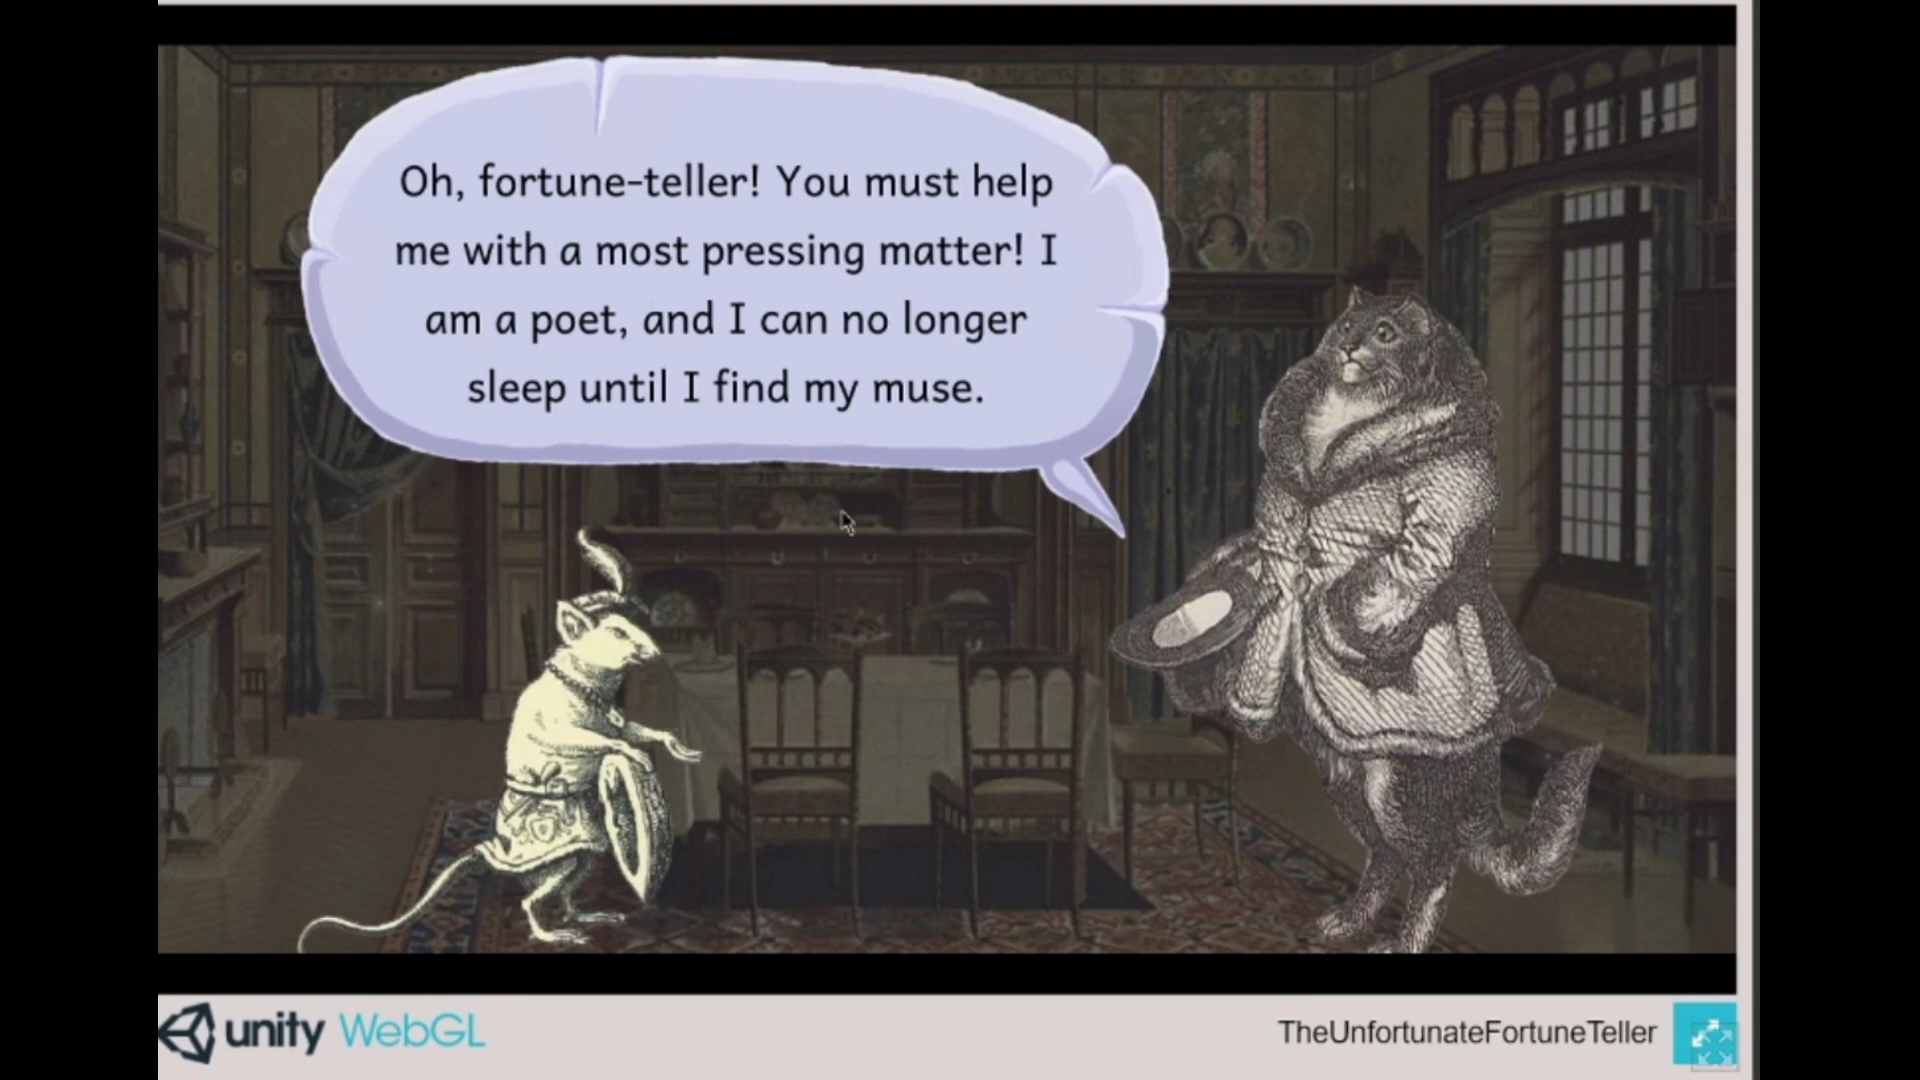 Oh, fortune-teller! You must help
me with a most pressing matter! I
am a poet, and I can no longer
sleep until I find my muse.
unity WebGL
TheUnfortunateFortuneTeller